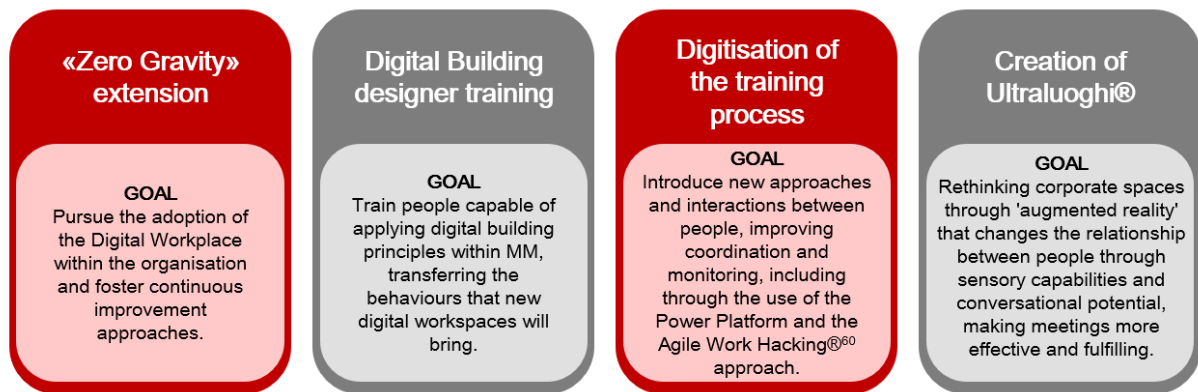 «Zero Gravity»
extension
GOAL
Pursue the adoption of
the Digital Workplace
within the organisation
and foster continuous
improvement
approaches.
Digital Building
designer training
GOAL
Train people capable of
applying digital building
principles within MM,
transferring the
behaviours that new
digital workspaces will
bring.
Digitisation of
the training
process
GOAL
Introduce new approaches
and interactions between
people, improving
coordination and
monitoring, including
through the use of the
Power Platform and the
Agile Work Hacking®⁶⁰
approach.
Creation of
Ultraluoghi®
GOAL
Rethinking corporate spaces
through 'augmented reality'
that changes the relationship
between people through
sensory capabilities and
conversational potential,
making meetings more
effective and fulfilling.